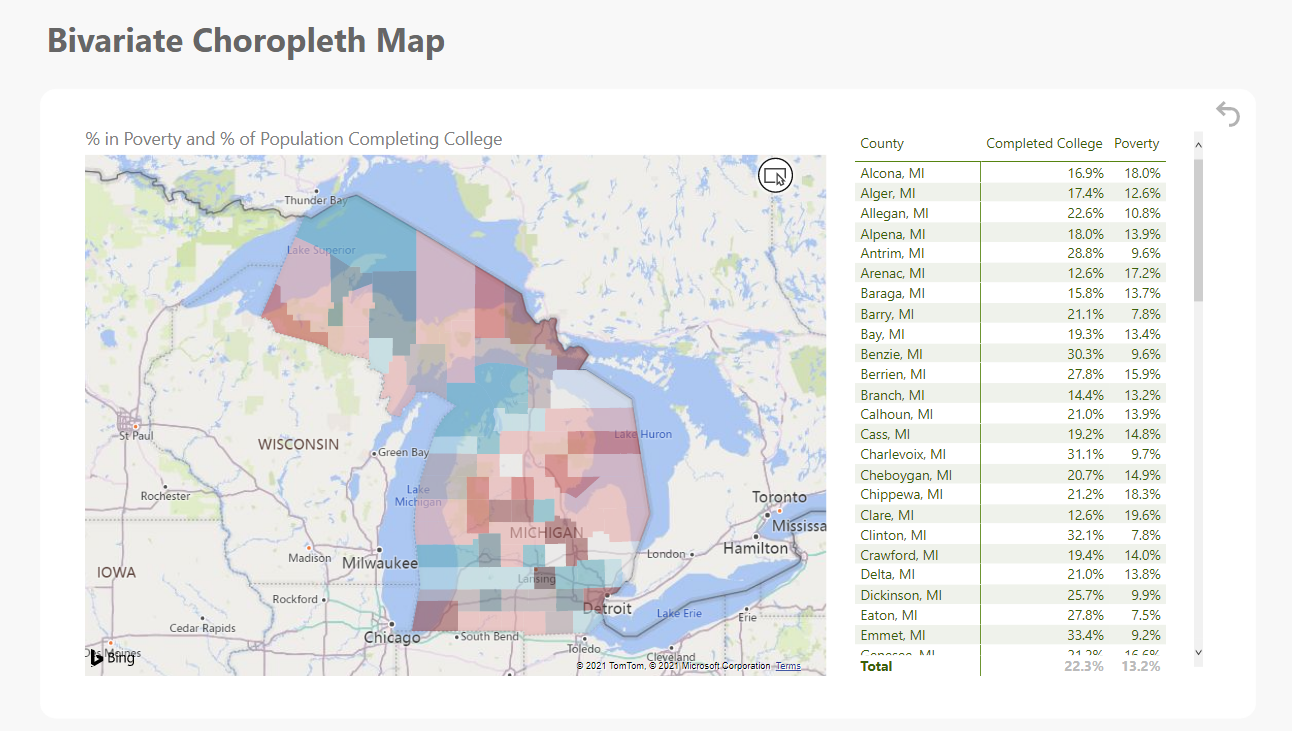 Bivariate Choropleth Map
% in Poverty and % of Population Completing College
Thunder Bay
Lake Superior
St Paul
WISCONSIN
Green Bay
Lake Huron
Rochester
Lake
Michigan
Toronto
Mississa
MICHIGAN
Hamilton
London
Madison
Milwaukee
IOWA
Lansing
Rockford
Detroit
Lake Erie
Erie
Cedar Rapids
Chicago
South Bend
Toledo
Cleveland
Des Moines
Bing
© 2021 TomTom, © 2021 Microsoft Corporation Terms
County Completed College Poverty
Alcona, MI 16.9% 18.0%
Alger, MI 17.4% 12.6%
Allegan, MI 22.6% 10.8%
Alpena, MI 18.0% 13.9%
Antrim, MI 28.8% 9.6%
Arenac, MI 12.6% 17.2%
Baraga, MI 15.8% 13.7%
Barry, MI 21.1% 7.8%
Bay, MI 19.3% 13.4%
Benzie, MI 30.3% 9.6%
Berrien, MI 27.8% 15.9%
Branch, MI 14.4% 13.2%
Calhoun, MI 21.0% 13.9%
Cass, MI 19.2% 14.8%
Charlevoix, MI 31.1% 9.7%
Cheboygan, MI 20.7% 14.9%
Chippewa, MI 21.2% 18.3%
Clare, MI 12.6% 19.6%
Clinton, MI 32.1% 7.8%
Crawford, MI 19.4% 14.0%
Delta, MI 21.0% 13.8%
Dickinson, MI 25.7% 9.9%
Eaton, MI 27.8% 7.5%
Emmet, MI 33.4% 9.2%
Genesee, MI 21.2% 16.6%
Total 22.3% 13.2%